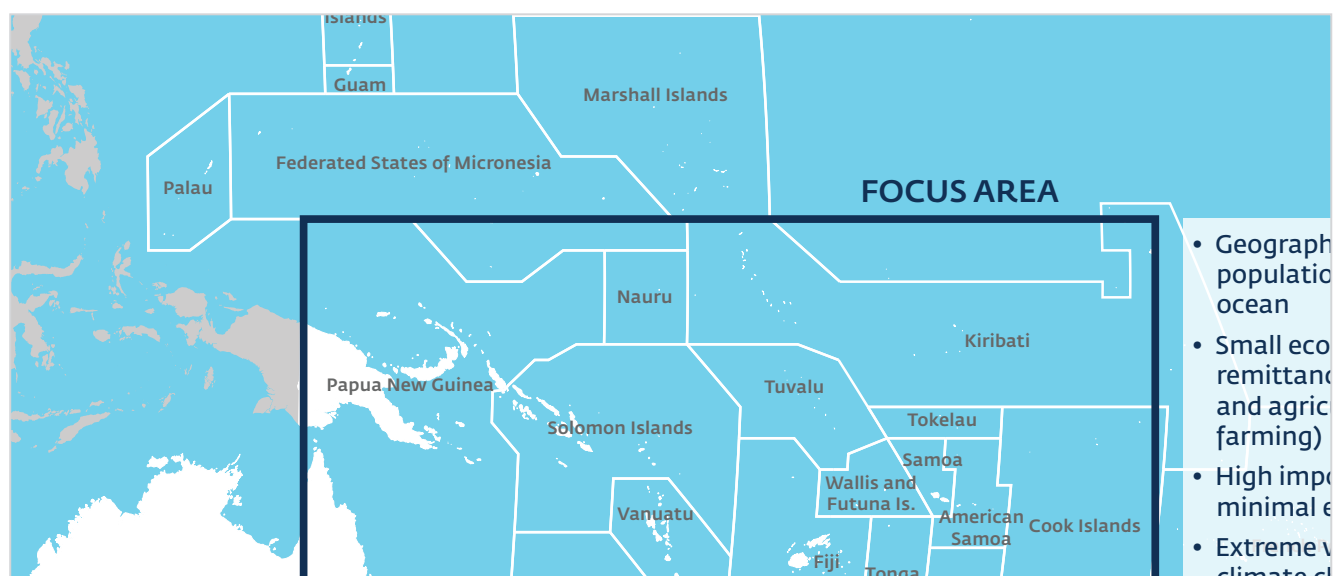 Islands
Guam
Marshall Islands
Federated States of Micronesia
Palau
FOCUS AREA
Nauru
Kiribati
Papua New Guinea
Tuvalu
Solomon Islands
Tokelau
Samoa
Wallis and
Futuna Is.
Vanuatu
American
Samoa
Cook Islands
Fiji
Tonga
• Geograph
populatio
ocean
• Small eco
remittanc
and agric
farming)
• High impo
minimal e
• Extreme v
climate ch